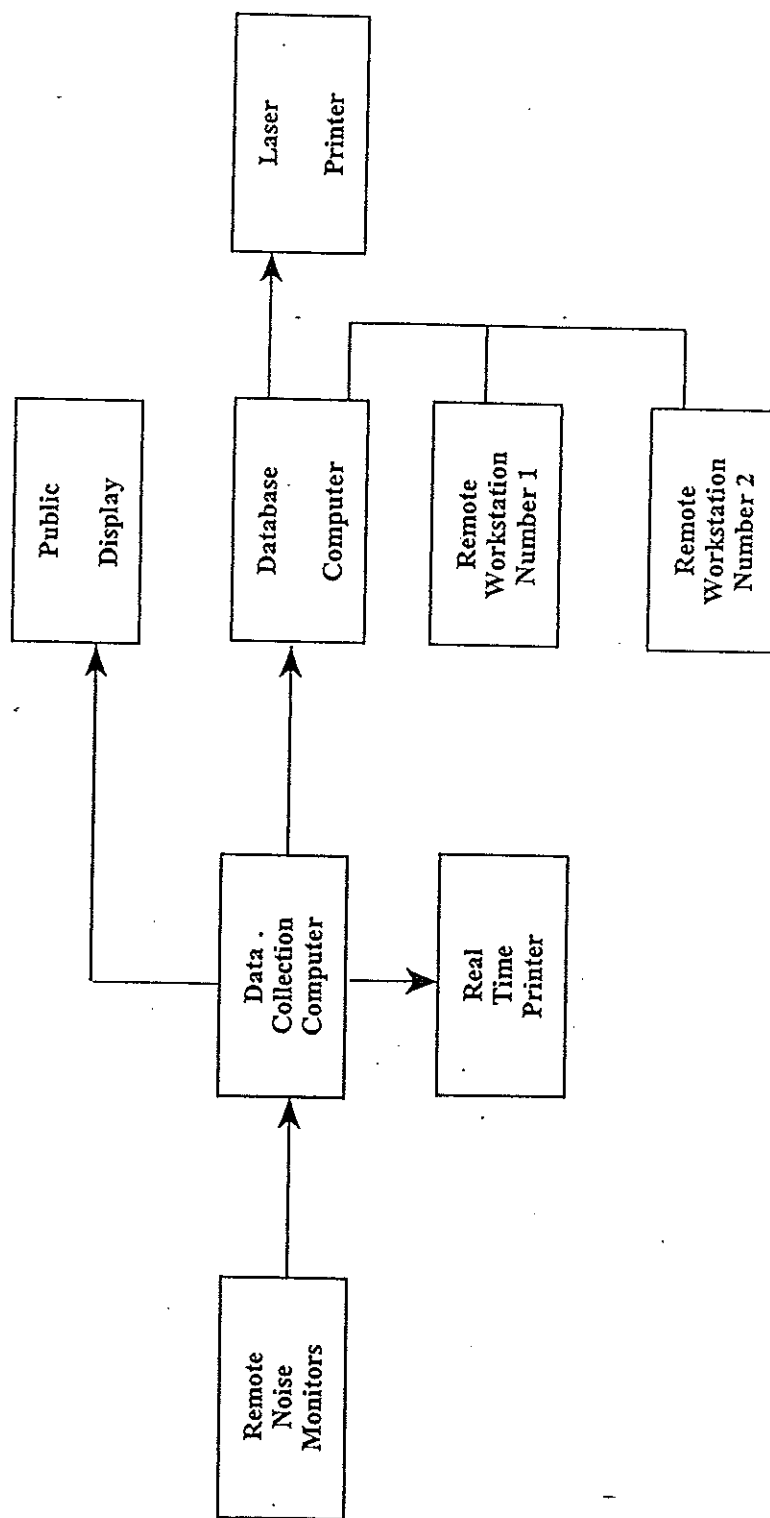 Remote
Noise
Monitors
Data .
Collection
Computer
Real
Time
Printer
Public
Display
Database
Computer
Remote
Workstation
Number 1
Remote
Workstation
Number 2
Laser
Printer